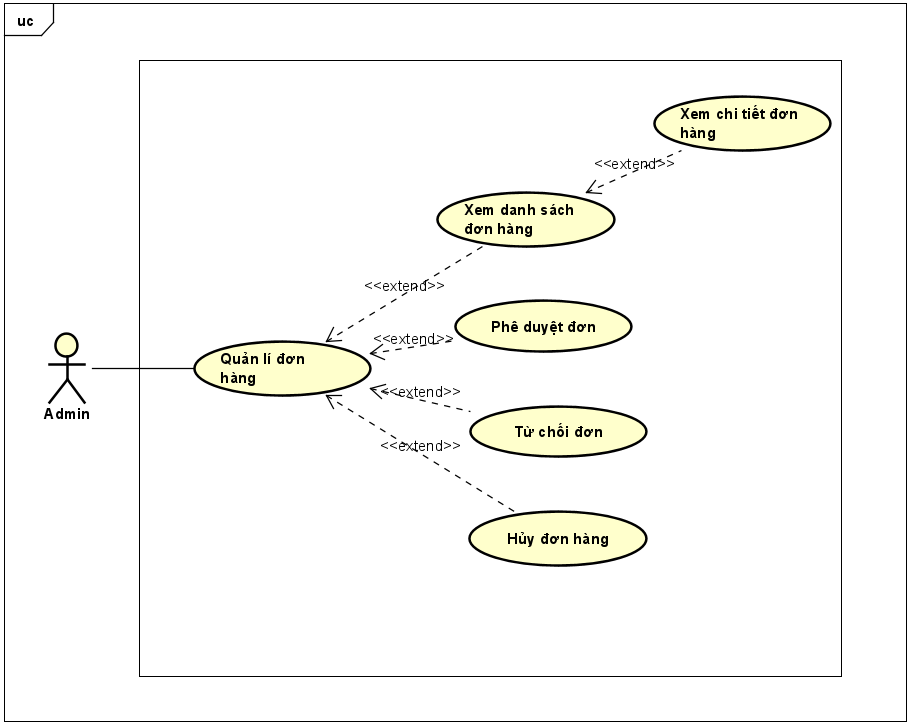 uc
Xem chi tiết đơn
hàng
<<extend>>
Xem danh sách
đơn hàng
<<extend>>
Phê duyệt đơn
<<extend>>
Quản lí đơn
hàng
<<extend>>
Admin
Từ chối đơn
<<extend>>
Hủy đơn hàng